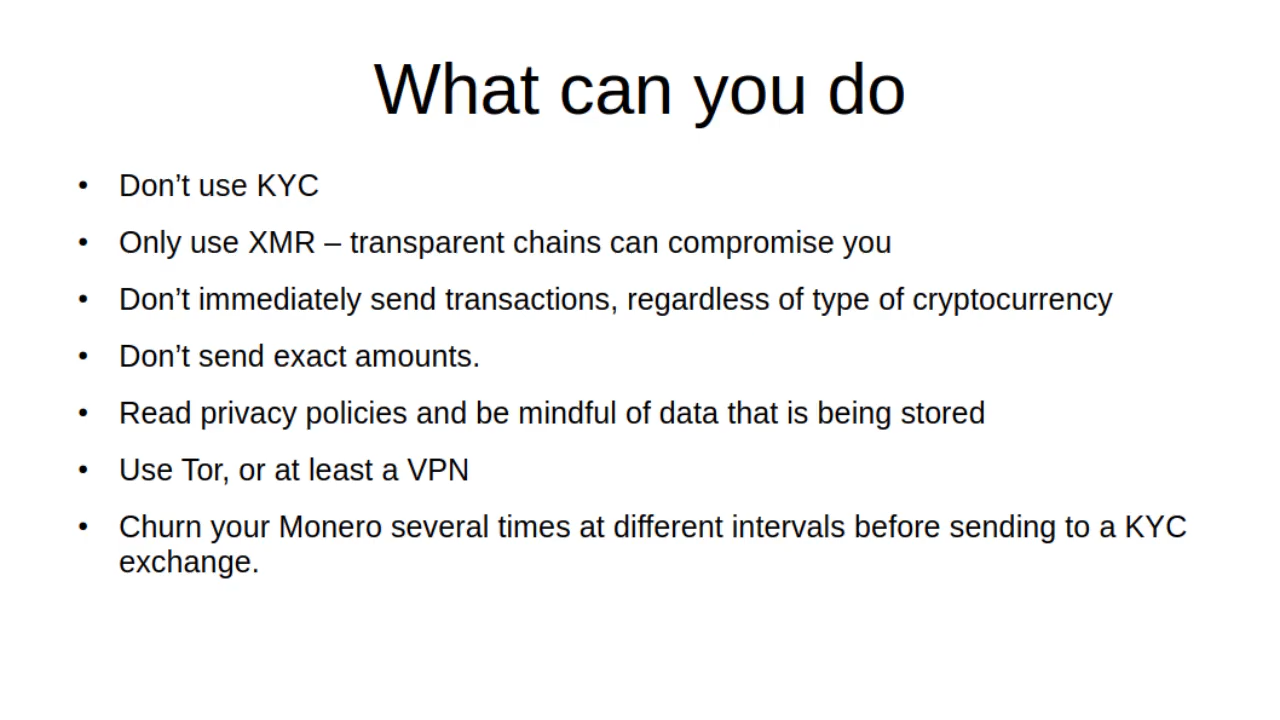 What can you do
• Don’t use KYC
• Only use XMR – transparent chains can compromise you
• Don’t immediately send transactions, regardless of type of cryptocurrency
• Don’t send exact amounts.
• Read privacy policies and be mindful of data that is being stored
• Use Tor, or at least a VPN
• Churn your Monero several times at different intervals before sending to a KYC
exchange.